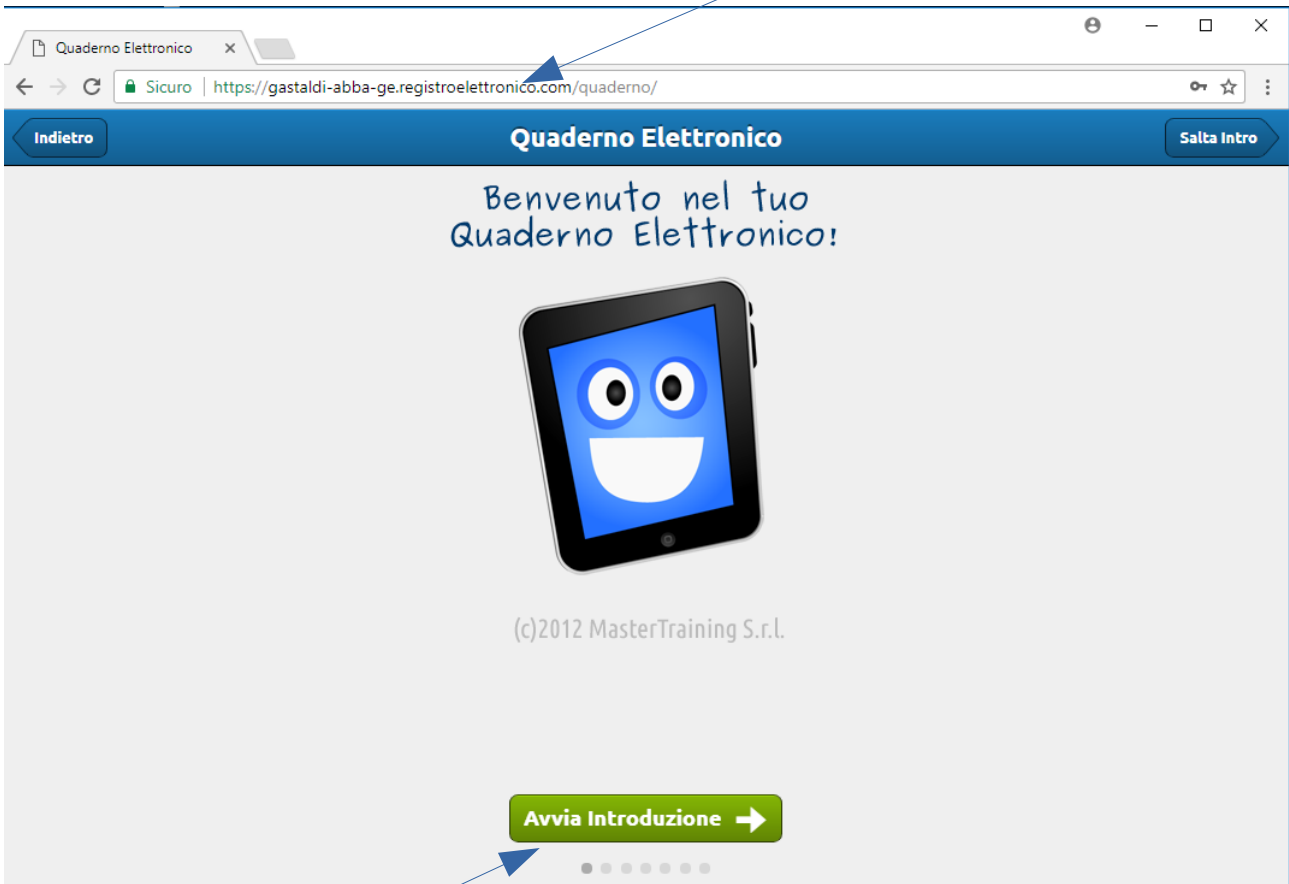 Quaderno Elettronico
Sicuro | https://gastaldi-abba-ge.registroelettronico.com/quaderno/
Indietro
Quaderno Elettronico
Salta Intro
Benvenuto nel tuo
Quaderno Elettronico!
(c)2012 MasterTraining S.r.l.
Avvia Introduzione